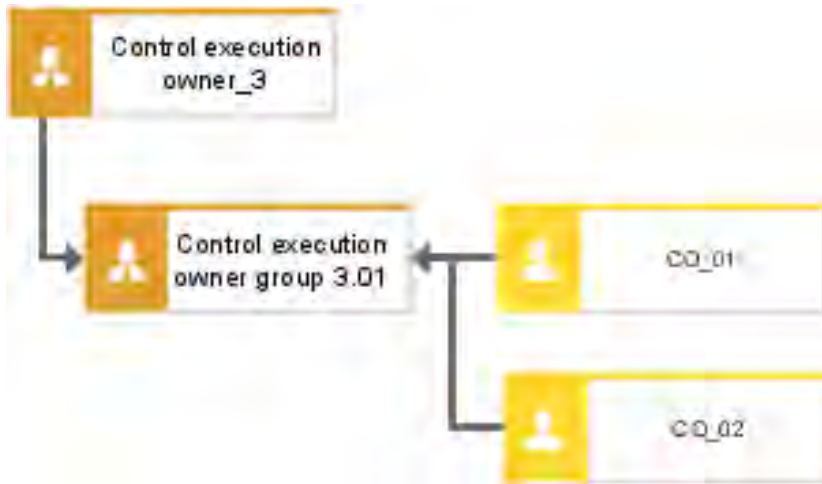 Control execution
owner_3
Control execution
owner group 3.01
CO_01
CO_02